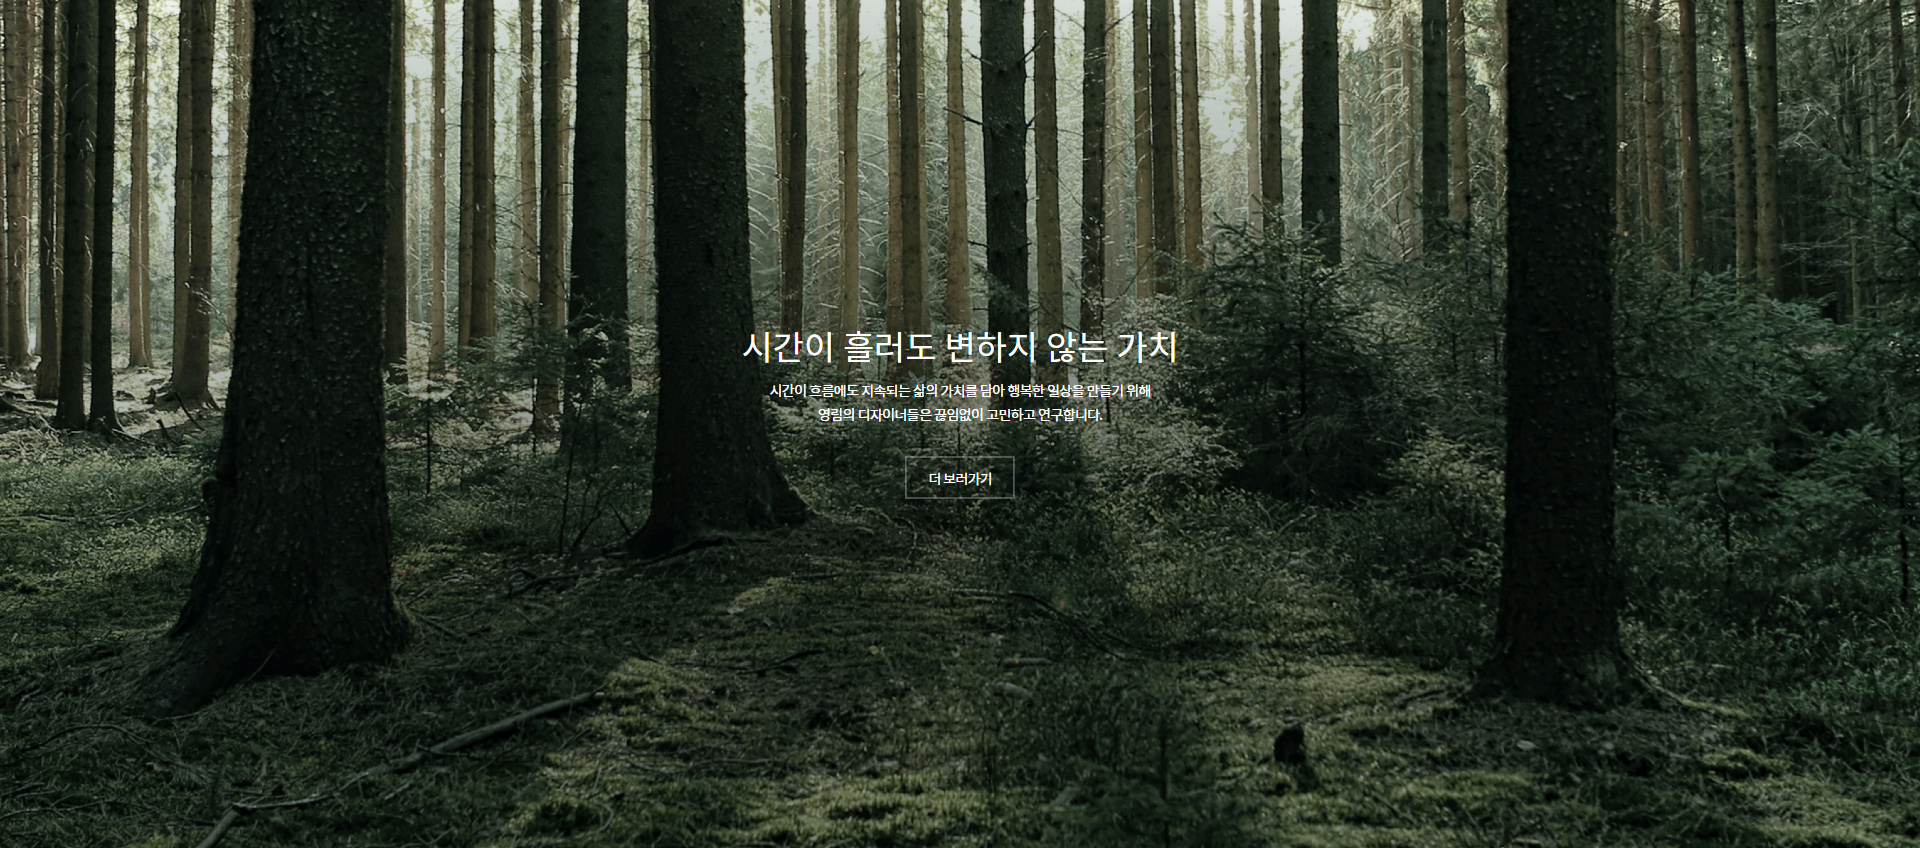 시간이 흘러도 변하지 않는 가치
시간이 흐름에도 지속되는 삶의 가치를 담아 행복한 일상을 만들기 위해
영림의 디자이너들은 끊임없이 고민하고 연구합니다.
더 보러가기